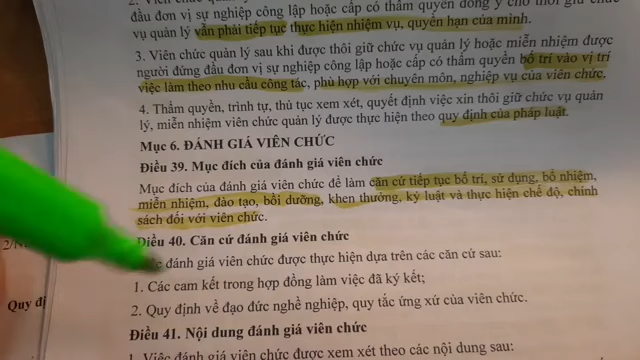 2. Viên chức quản lý
đầu đơn vị sự nghiệp công lập hoặc cấp có thẩm quyền đồng ý cho thôi giữ chức
vụ quản lý vẫn phải tiếp tục thực hiện nhiệm vụ, quyền hạn của mình.
3. Viên chức quản lý sau khi được thôi giữ chức vụ quản lý hoặc miễn nhiệm được
người đứng đầu đơn vị sự nghiệp công lập hoặc cấp có thẩm quyền bố trí vào vị trí
việc làm theo nhu cầu công tác, phù hợp với chuyên môn, nghiệp vụ của viên chức.
4. Thẩm quyền, trình tự, thủ tục xem xét, quyết định việc xin thôi giữ chức vụ quản
lý, miễn nhiệm viên chức quản lý được thực hiện theo quy định của pháp luật.
Mục 6. ĐÁNH GIÁ VIÊN CHỨC
Điều 39. Mục đích của đánh giá viên chức
Mục đích của đánh giá viên chức để làm căn cứ tiếp tục bố trí, sử dụng, bổ nhiệm,
miễn nhiệm, đào tạo, bồi dưỡng, khen thưởng, kỷ luật và thực hiện chế độ, chính
sách đối với viên chức.
Điều 40. Căn cứ đánh giá viên chức
đánh giá viên chức được thực hiện dựa trên các căn cứ sau:
1. Các cam kết trong hợp đồng làm việc đã ký kết;
2. Quy định về đạo đức nghề nghiệp, quy tắc ứng xử của viên chức.
Điều 41. Nội dung đánh giá viên chức
1. Việc đánh giá viên chức được xem xét theo các nội dung sau:
Quy đị